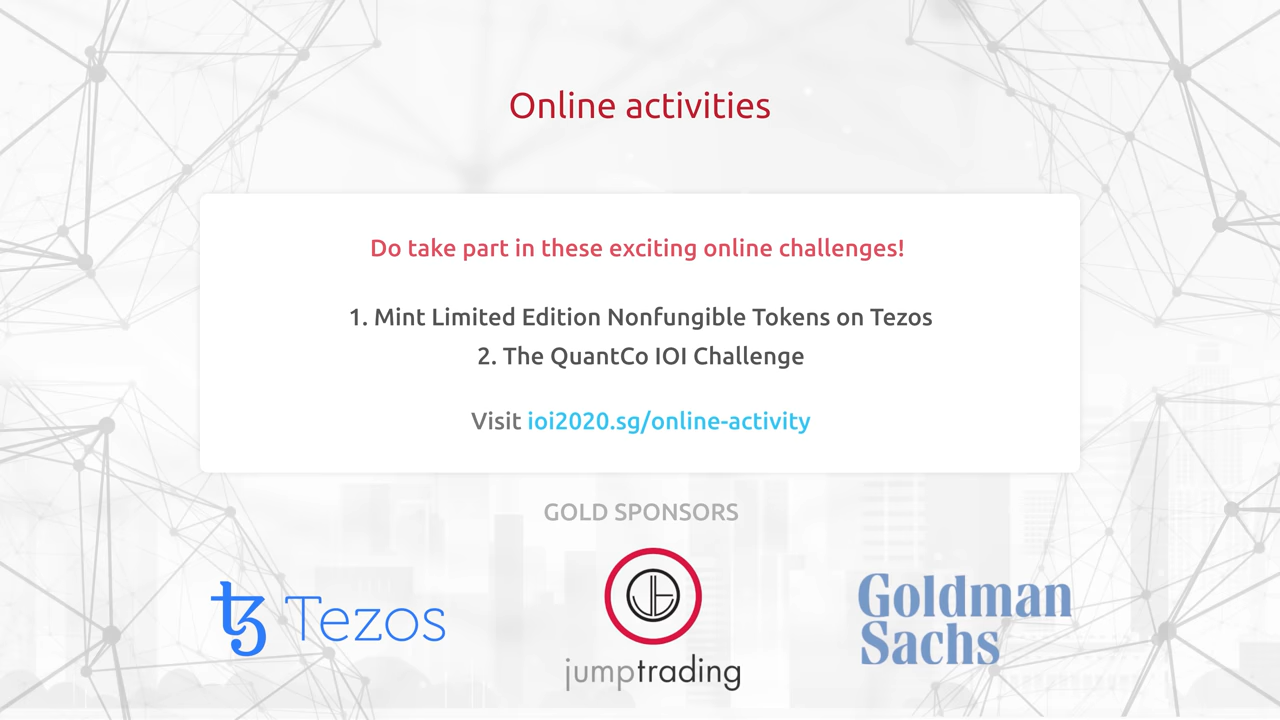 Online activities
Do take part in these exciting online challenges!
1. Mint Limited Edition Nonfungible Tokens on Tezos
2. The QuantCo IOI Challenge
Visit ioi2020.sg/online-activity
GOLD SPONSORS
Tezos
jumptrading
Goldman
Sachs